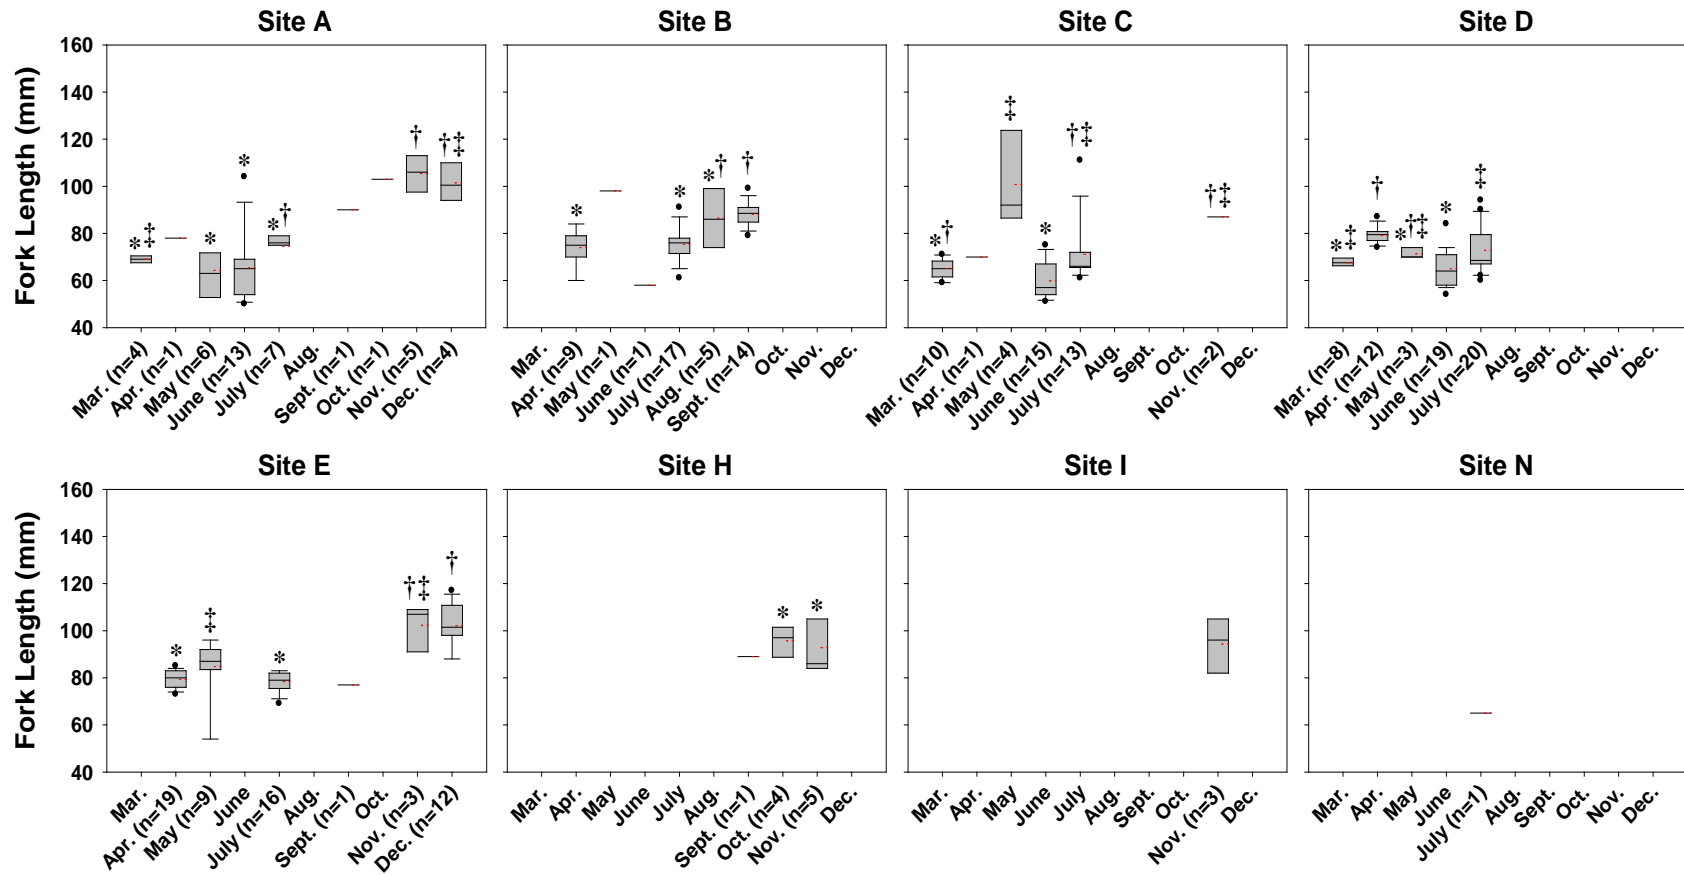 Site A
Site B
Site C
Site D
Fork Length (mm)
160
140
120
100
80
60
40
*‡
*
*
*†
†
†‡
*
*
*†
†
*†
‡
*
†‡
†‡
*‡
†
*†‡
*
‡
Mar. (n=4)
Apr. (n=1)
May (n=6)
June (n=13)
July (n=7)
Aug.
Sept. (n=1)
Oct. (n=1)
Nov. (n=5)
Dec. (n=4)
Mar.
Apr. (n=9)
May (n=1)
June (n=1)
July (n=17)
Aug. (n=5)
Sept. (n=14)
Oct.
Nov.
Dec.
Mar. (n=10)
Apr. (n=1)
May (n=4)
June (n=15)
July (n=13)
Aug.
Sept.
Oct.
Nov. (n=2)
Dec.
Mar. (n=8)
Apr. (n=12)
May (n=3)
June (n=19)
July (n=20)
Aug.
Sept.
Oct.
Nov.
Dec.
Site E
Site H
Site I
Site N
Fork Length (mm)
160
140
120
100
80
60
40
*
‡
*
†‡
†
*
*
Mar.
Apr. (n=19)
May (n=9)
June
July (n=16)
Aug.
Sept. (n=1)
Oct.
Nov. (n=3)
Dec. (n=12)
Mar.
Apr.
May
June
July
Aug.
Sept. (n=1)
Oct. (n=4)
Nov. (n=5)
Dec.
Mar.
Apr.
May
June
July
Aug.
Sept.
Oct.
Nov. (n=3)
Dec.
Mar.
Apr.
May
June
July (n=1)
Aug.
Sept.
Oct.
Nov.
Dec.